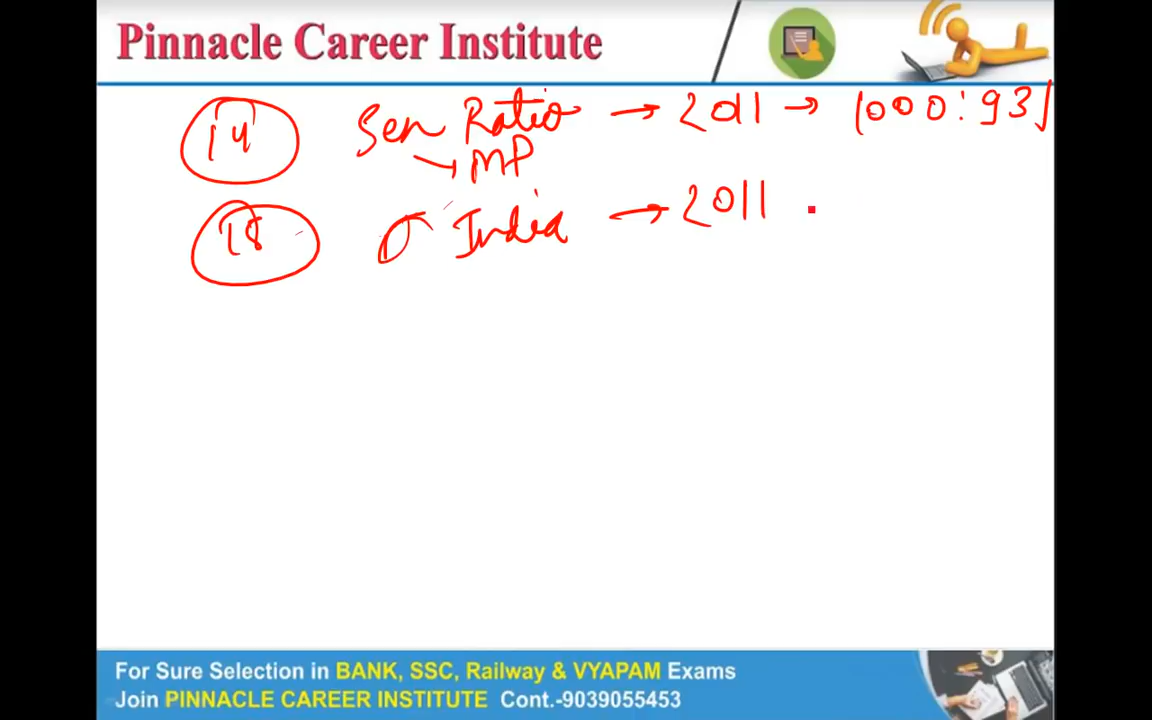 Pinnacle Career Institute
14 Sex Ratio → 2011 → 1000:931
→ MP
15 India → 2011
For Sure Selection in BANK, SSC, Railway & VYAPAM Exams
Join PINNACLE CAREER INSTITUTE Cont.-9039055453